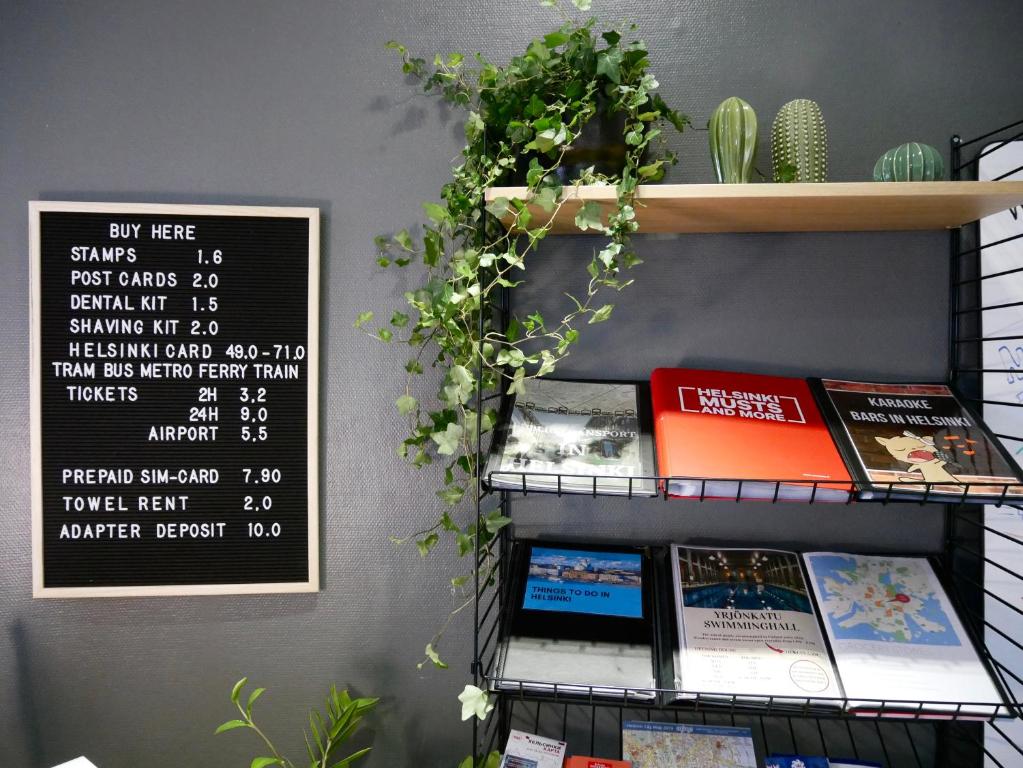 BUY HERE
STAMPS 1.6
POST CARDS 2.0
DENTAL KIT 1.5
SHAVING KIT 2.0
HELSINKI CARD 49.0-71.0
TRAM BUS METRO FERRY TRAIN
TICKETS 2H 3.2
24H 9.0
AIRPORT 5.5
PREPAID SIM-CARD 7.90
TOWEL RENT 2.0
ADAPTER DEPOSIT 10.0
TRANSPORT
IN
HELSINKI
HELSINKI
MUSTS
AND MORE
KARAOKE
BARS IN HELSINKI
THINGS TO DO IN
HELSINKI
YRJÖNKATU
SWIMMINGHALL